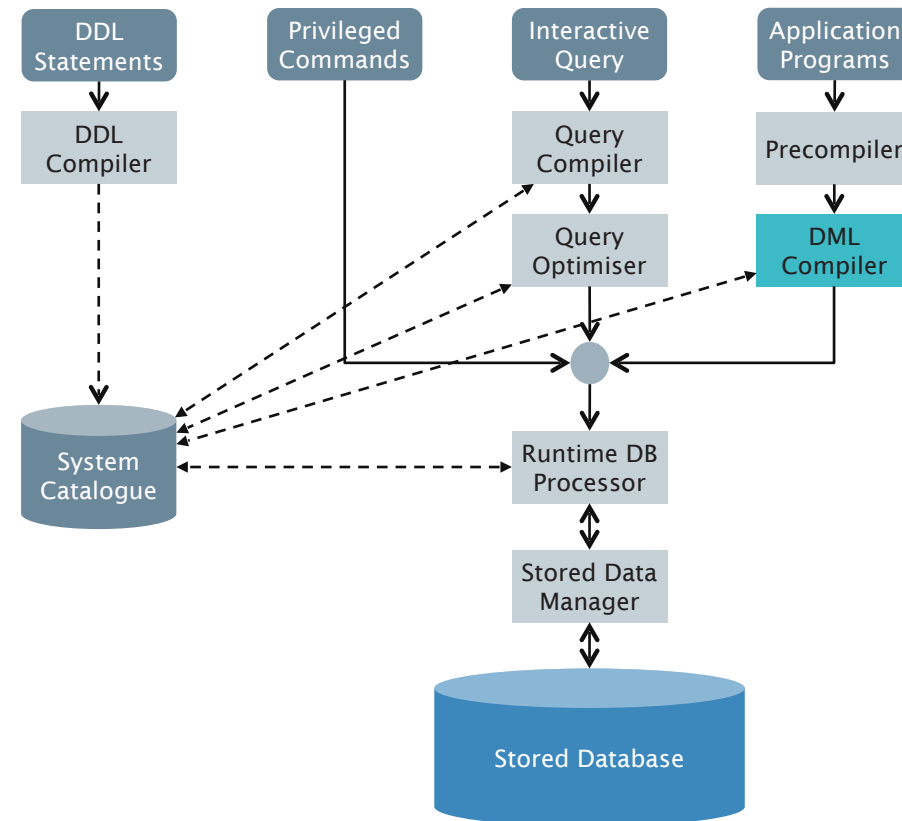 DDL
Statements
Privileged
Commands
Interactive
Query
Application
Programs
DDL
Compiler
Query
Compiler
Precompiler
Query
Optimiser
DML
Compiler
System
Catalogue
Runtime DB
Processor
Stored Data
Manager
Stored Database